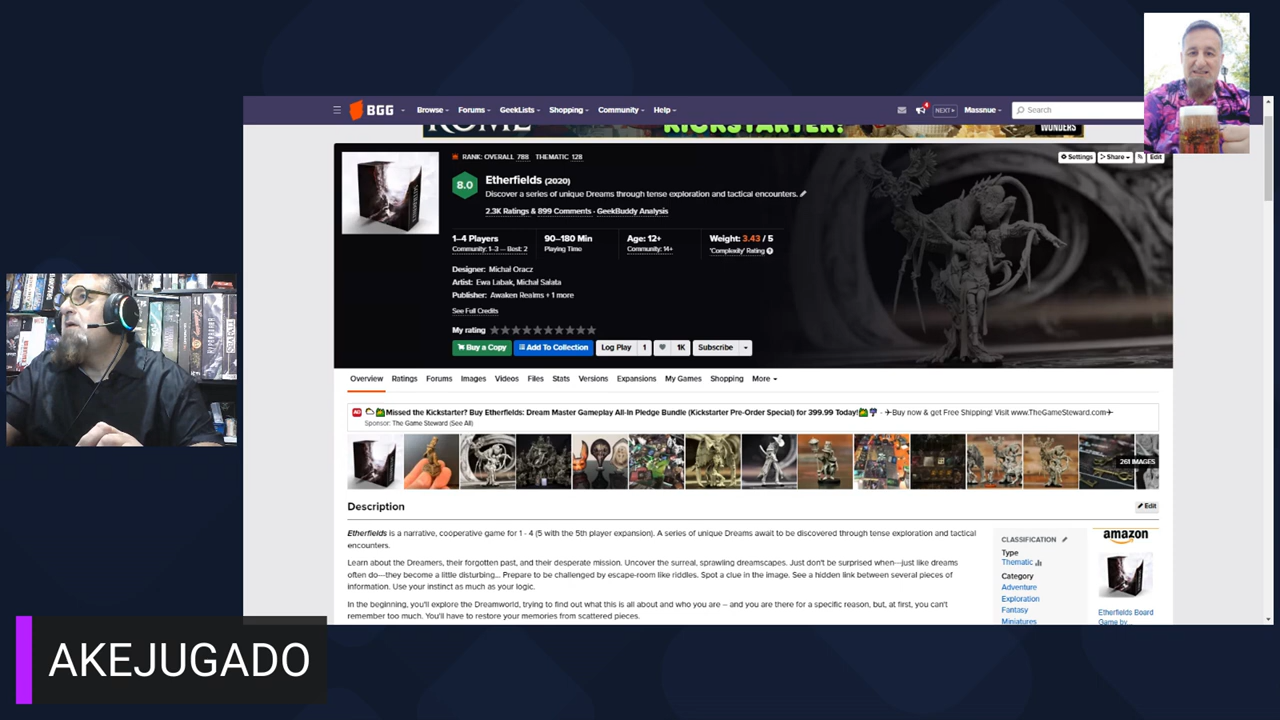 BGG Browse Forums GeekLists Shopping Community Help NEXT Massnue Search
ROME KICKSTARTER! WONDERS
RANK: OVERALL 788 THEMATIC 128
Settings Share Edit
8.0
Etherfields (2020)
Discover a series of unique Dreams through tense exploration and tactical encounters.
2.3K Ratings & 899 Comments · GeekBuddy Analysis
1–4 Players 90–180 Min Age: 12+ Weight: 3.43 / 5
Community: 1–3 — Best: 2 Playing Time Community: 14+ 'Complexity' Rating
Designer: Michał Oracz
Artist: Ewa Labak, Michał Sałata
Publisher: Awaken Realms + 1 more
See Full Credits
My rating
Buy a Copy Add To Collection Log Play 1 1K Subscribe
Overview Ratings Forums Images Videos Files Stats Versions Expansions My Games Shopping More
AD Missed the Kickstarter? Buy Etherfields: Dream Master Gameplay All-In Pledge Bundle (Kickstarter Pre-Order Special) for 399.99 Today! - ✈Buy now & get Free Shipping! Visit www.TheGameSteward.com✈
Sponsor: The Game Steward (See All)
261 IMAGES
Description
Edit
Etherfields is a narrative, cooperative game for 1 - 4 (5 with the 5th player expansion). A series of unique Dreams await to be discovered through tense exploration and tactical
encounters.
Learn about the Dreamers, their forgotten past, and their desperate mission. Uncover the surreal, sprawling dreamscapes. Just don't be surprised when---just like dreams
often do---they become a little disturbing... Prepare to be challenged by escape-room like riddles. Spot a clue in the image. See a hidden link between several pieces of
information. Use your instinct as much as your logic.
In the beginning, you'll explore the Dreamworld, trying to find out what this is all about and who you are – and you are there for a specific reason, but, at first, you can't
remember too much. You'll have to restore your memories from scattered pieces.
CLASSIFICATION
Type
Thematic
Category
Adventure
Exploration
Fantasy
Miniatures
amazon
Etherfields Board
Game by...
AKEJUGADO